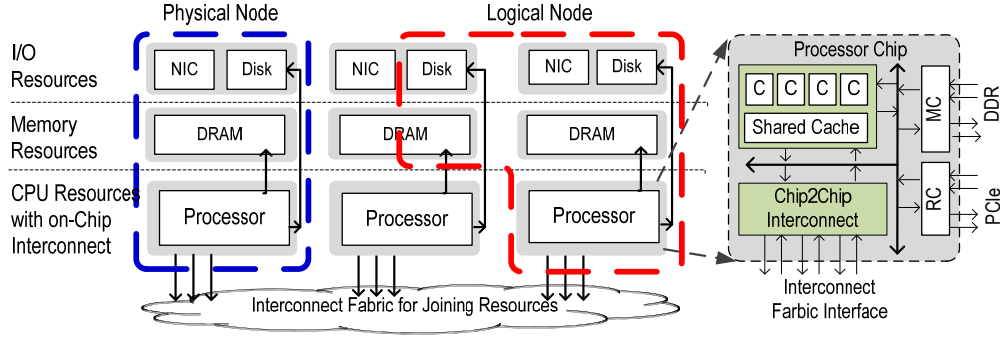 Physical Node
Logical Node
I/O
Resources
NIC
Disk
NIC
Disk
NIC
Disk
Memory
Resources
DRAM
DRAM
DRAM
CPU Resources
with on-Chip
Interconnect
Processor
Processor
Processor
Interconnect Fabric for Joining Resources
Processor Chip
C C C C
Shared Cache
Chip2Chip
Interconnect
MC
DDR
RC
PCIe
Interconnect
Farbic Interface